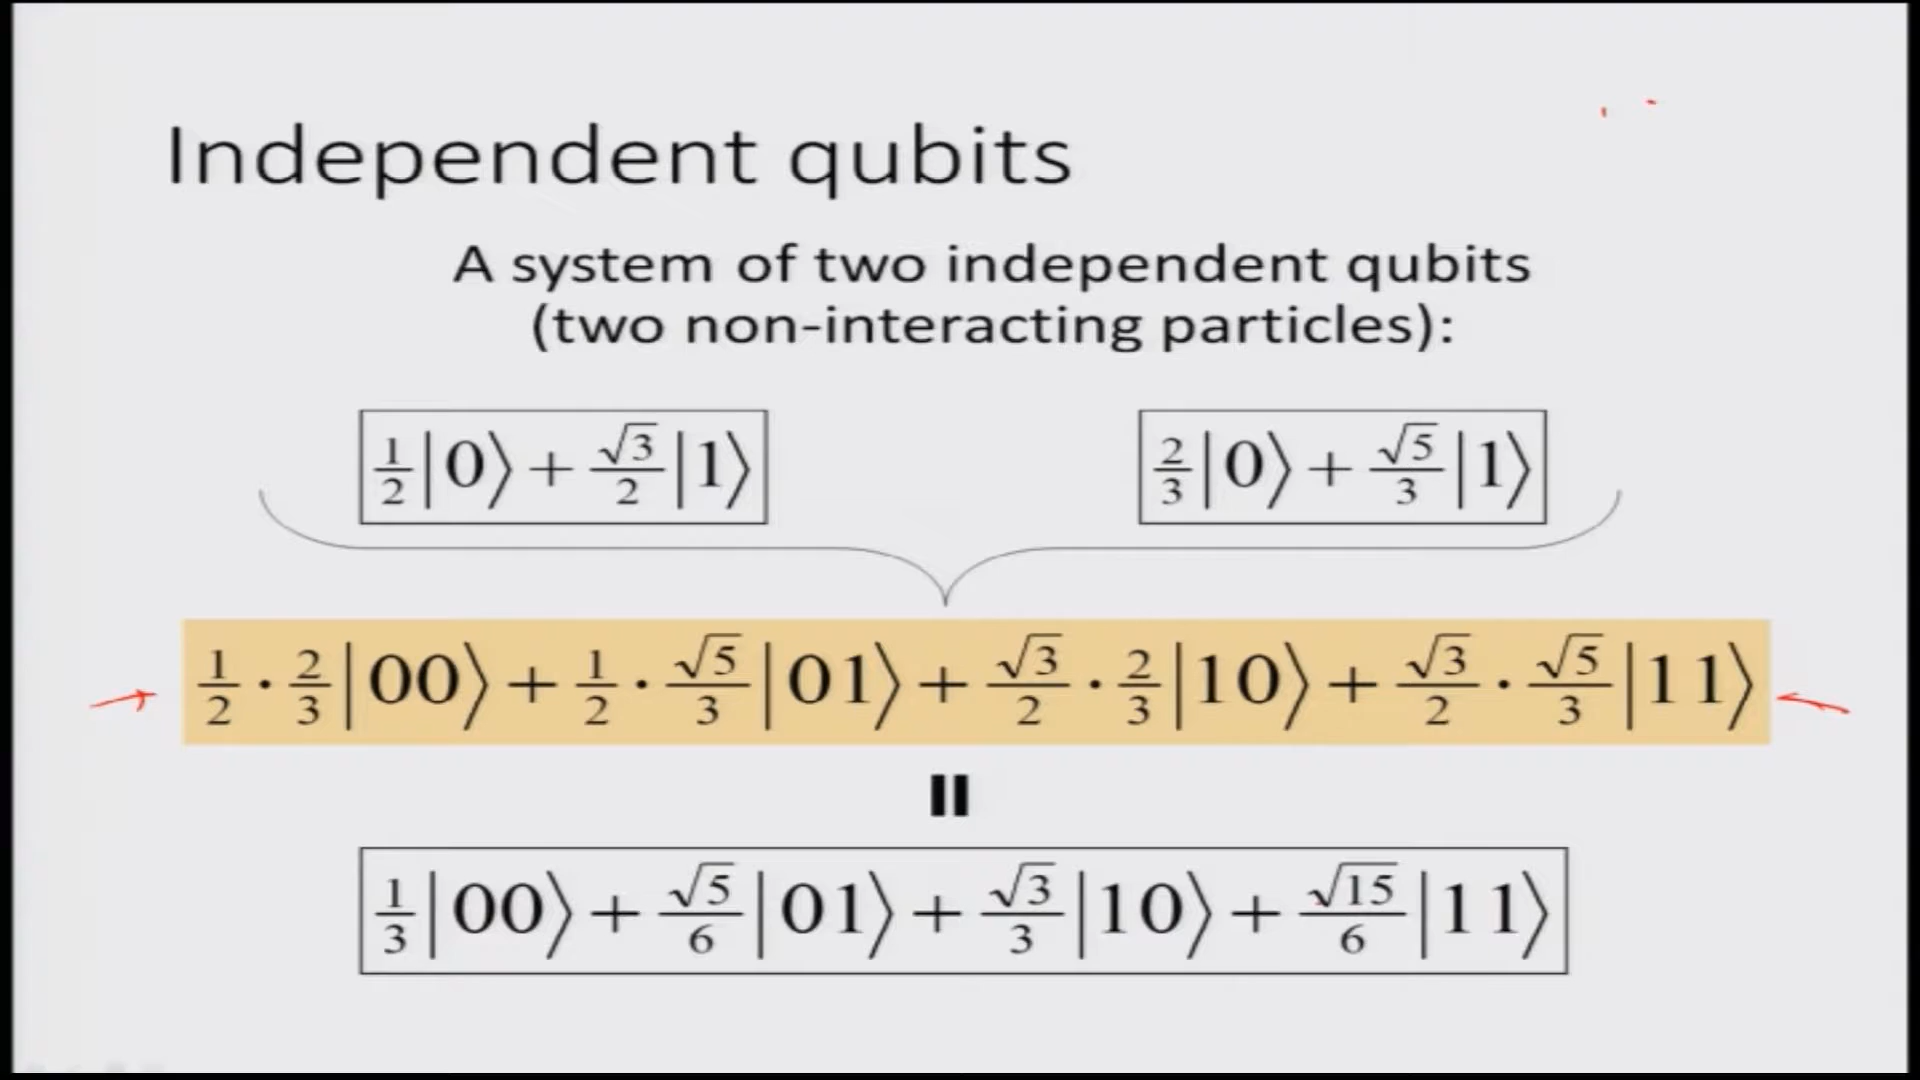 Independent qubits
A system of two independent qubits
(two non-interacting particles):
1/2|0⟩ + √3/2|1⟩
2/3|0⟩ + √5/3|1⟩
1/2 · 2/3|00⟩ + 1/2 · √5/3|01⟩ + √3/2 · 2/3|10⟩ + √3/2 · √5/3|11⟩
=
1/3|00⟩ + √5/6|01⟩ + √3/3|10⟩ + √15/6|11⟩